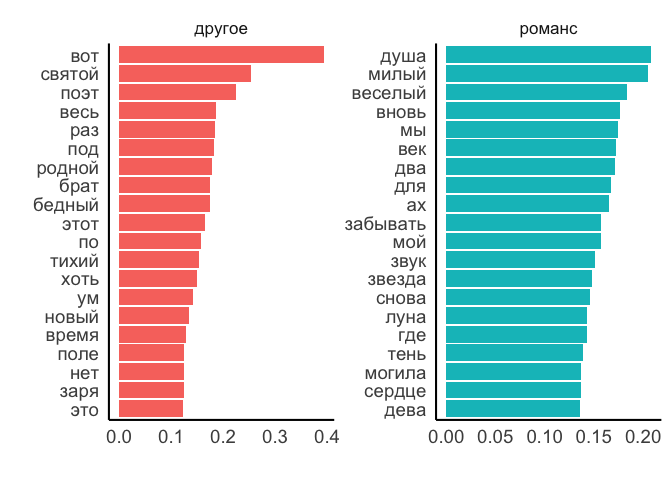 другое
вот
святой
поэт
весь
раз
под
родной
брат
бедный
этот
по
тихий
хоть
ум
новый
время
поле
нет
заря
это
0.0 0.1 0.2 0.3 0.4
романс
душа
милый
веселый
вновь
мы
век
два
для
ах
забывать
мой
звук
звезда
снова
луна
где
тень
могила
сердце
дева
0.00 0.05 0.10 0.15 0.20